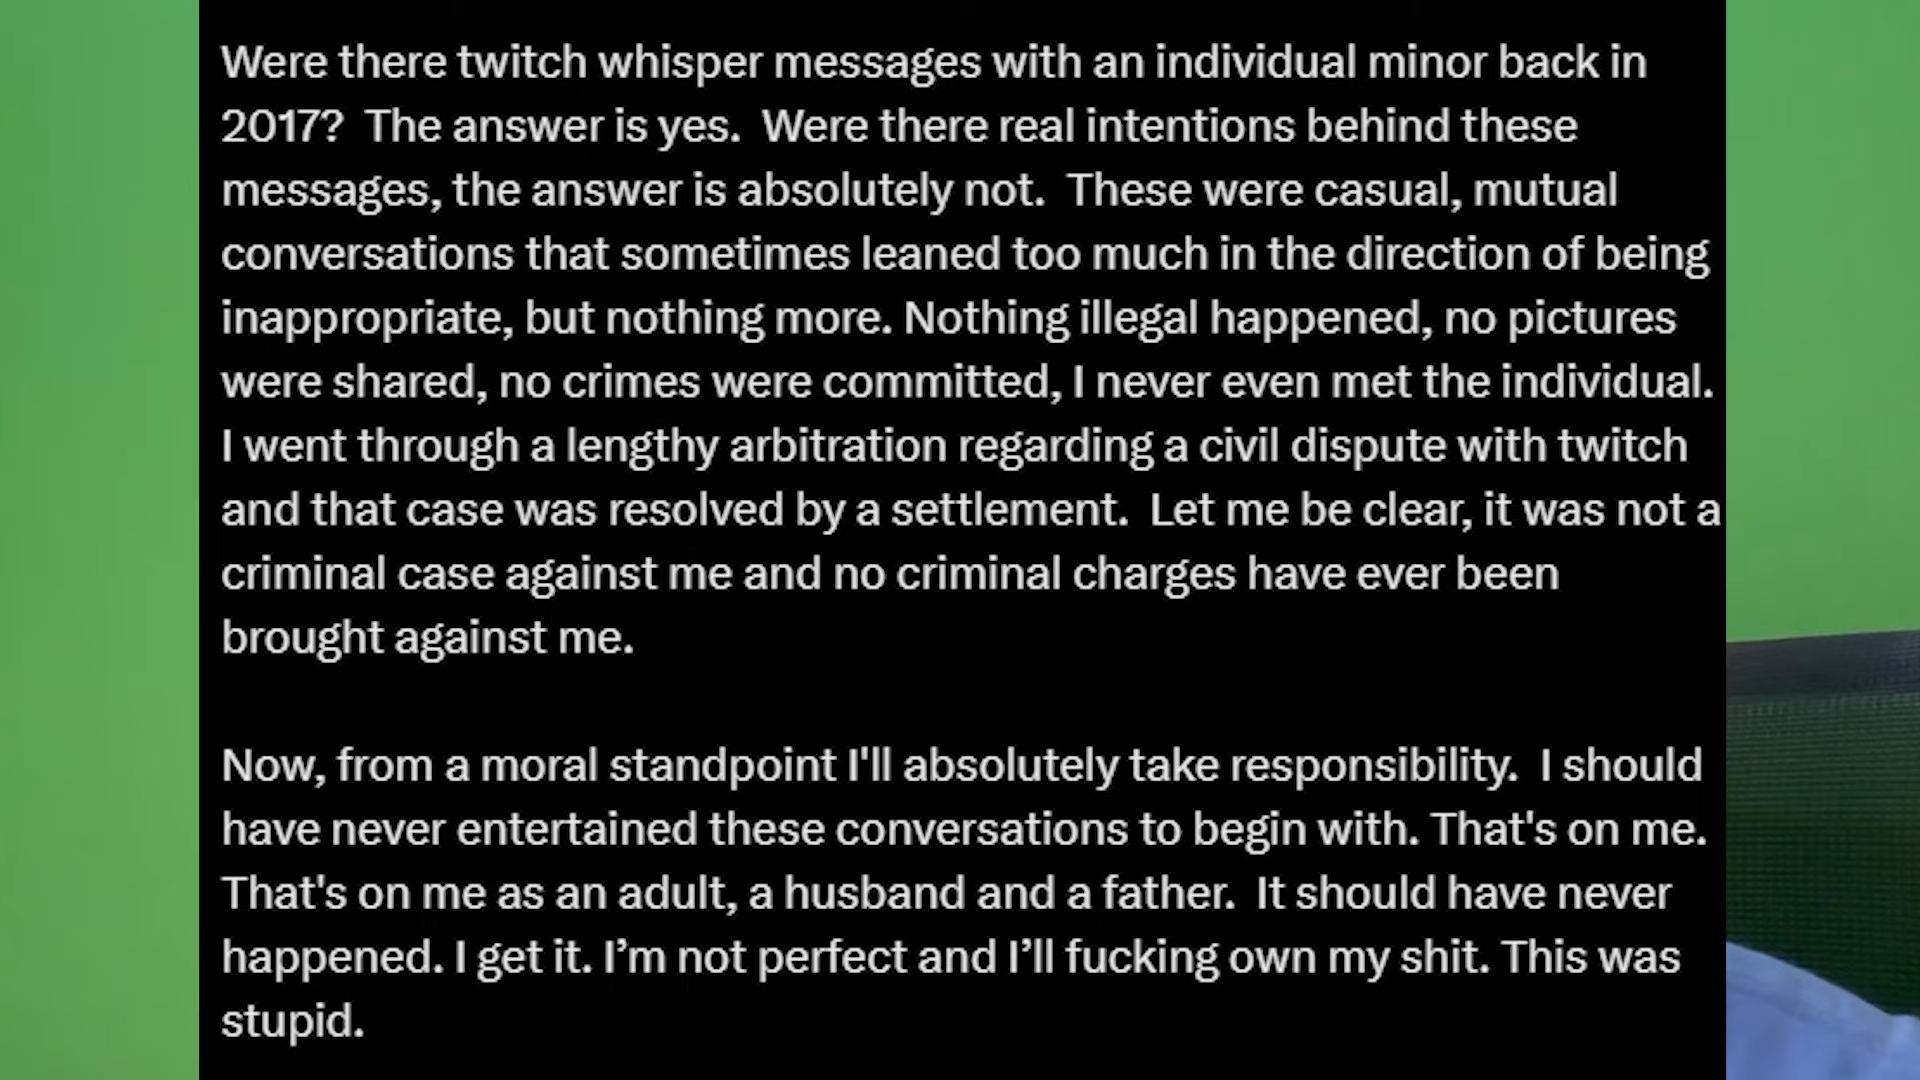 Were there twitch whisper messages with an individual minor back in
2017?  The answer is yes.  Were there real intentions behind these
messages, the answer is absolutely not.  These were casual, mutual
conversations that sometimes leaned too much in the direction of being
inappropriate, but nothing more. Nothing illegal happened, no pictures
were shared, no crimes were committed, I never even met the individual.
I went through a lengthy arbitration regarding a civil dispute with twitch
and that case was resolved by a settlement.  Let me be clear, it was not a
criminal case against me and no criminal charges have ever been
brought against me.
Now, from a moral standpoint I'll absolutely take responsibility.  I should
have never entertained these conversations to begin with. That's on me.
That's on me as an adult, a husband and a father.  It should have never
happened. I get it. I’m not perfect and I’ll fucking own my shit. This was
stupid.